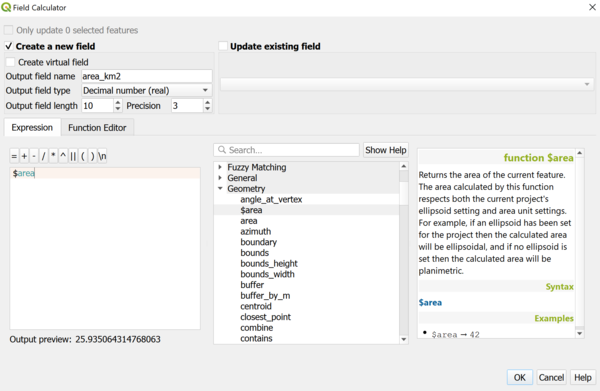 Field Calculator
Only update 0 selected features
Create a new field
Update existing field
Create virtual field
Output field name area_km2
Output field type Decimal number (real)
Output field length 10 Precision 3
Expression Function Editor
= + - / * ^ || ( ) \n
$area
Output preview: 25.935064314768063
Search... Show Help
Fuzzy Matching
General
Geometry
angle_at_vertex
$area
area
azimuth
boundary
bounds
bounds_height
bounds_width
buffer
buffer_by_m
centroid
closest_point
combine
contains
function $area
Returns the area of the current feature.
The area calculated by this function
respects both the current project's
ellipsoid setting and area unit settings.
For example, if an ellipsoid has been set
for the project then the calculated area
will be ellipsoidal, and if no ellipsoid is
set then the calculated area will be
planimetric.
Syntax
$area
Examples
• $area → 42
OK Cancel Help